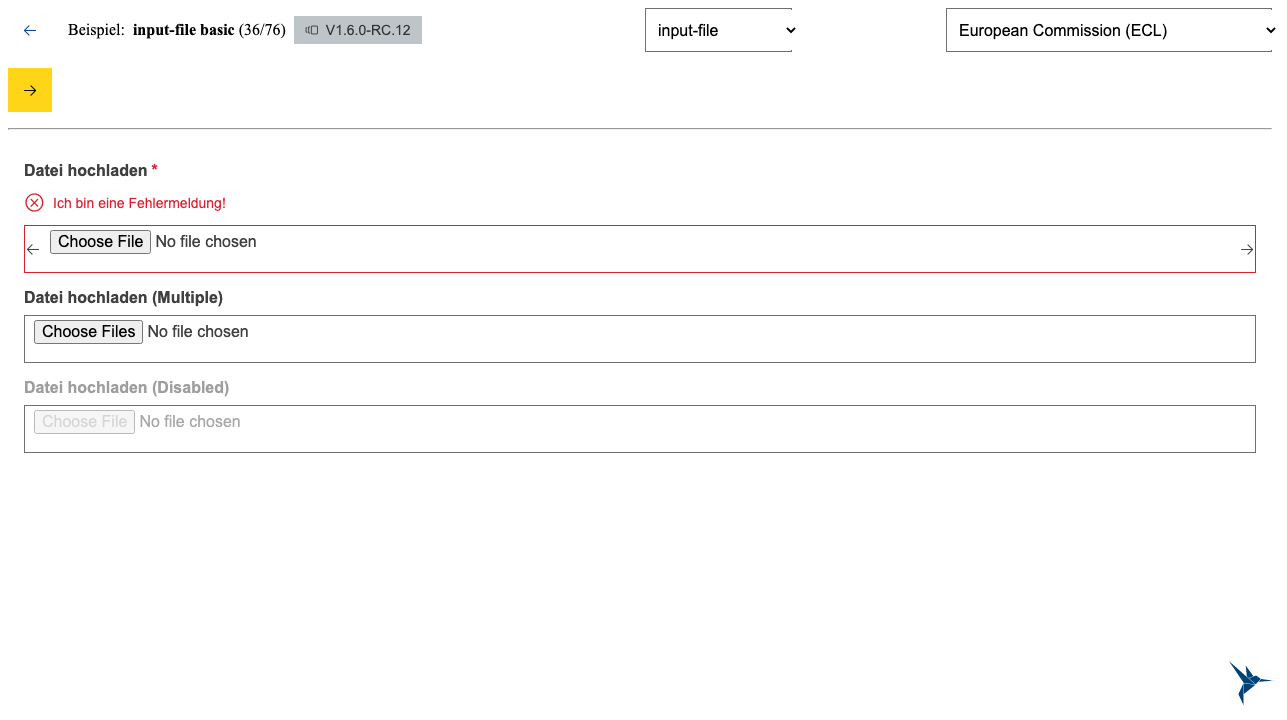 Beispiel: input-file basic (36/76) V1.6.0-RC.12 input-file European Commission (ECL)
Datei hochladen *
Ich bin eine Fehlermeldung!
Choose File No file chosen
Datei hochladen (Multiple)
Choose Files No file chosen
Datei hochladen (Disabled)
Choose File No file chosen